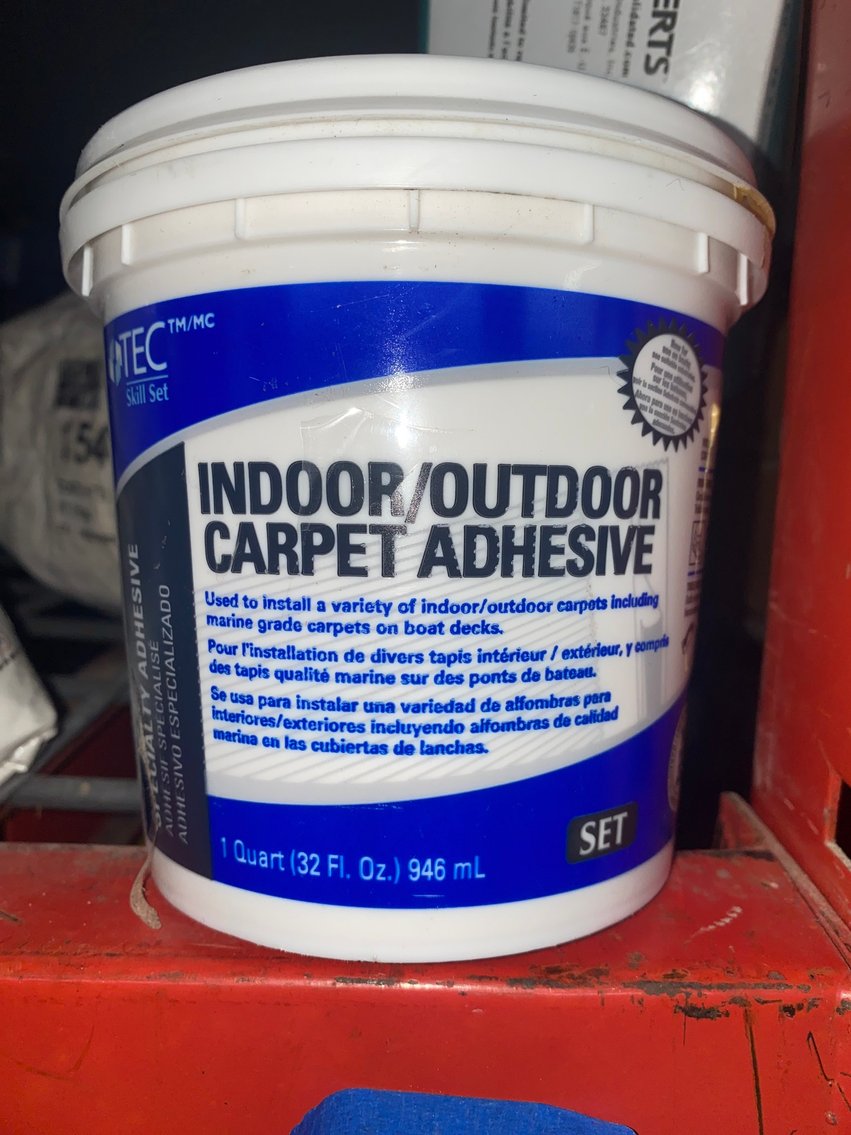 ERTS™
TEC™/MC
Skill Set
154
INDOOR/OUTDOOR
CARPET ADHESIVE
Used to install a variety of indoor/outdoor carpets including
marine grade carpets on boat decks.
Pour l'installation de divers tapis intérieur / extérieur, y compris
des tapis qualité marine sur des ponts de bateau.
Se usa para instalar una variedad de alfombras para
interiores/exteriores incluyendo alfombras de calidad
marina en las cubiertas de lanchas.
SPECIALTY ADHESIVE
ADHÉSIF SPÉCIALISÉ
ADHESIVO ESPECIALIZADO
1 Quart (32 Fl. Oz.) 946 mL
SET